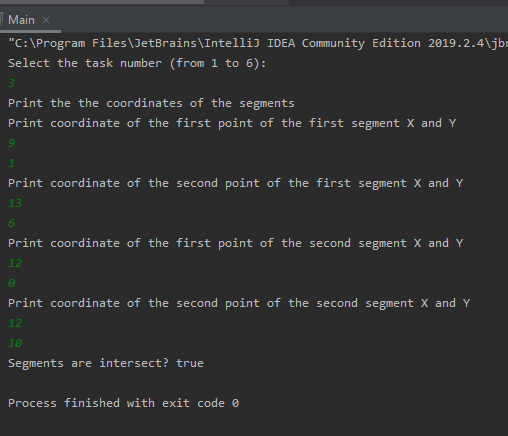 Main
"C:\Program Files\JetBrains\IntelliJ IDEA Community Edition 2019.2.4\jbr
Select the task number (from 1 to 6):
3
Print the the coordinates of the segments
Print coordinate of the first point of the first segment X and Y
9
1
Print coordinate of the second point of the first segment X and Y
13
6
Print coordinate of the first point of the second segment X and Y
12
0
Print coordinate of the second point of the second segment X and Y
12
10
Segments are intersect? true
Process finished with exit code 0